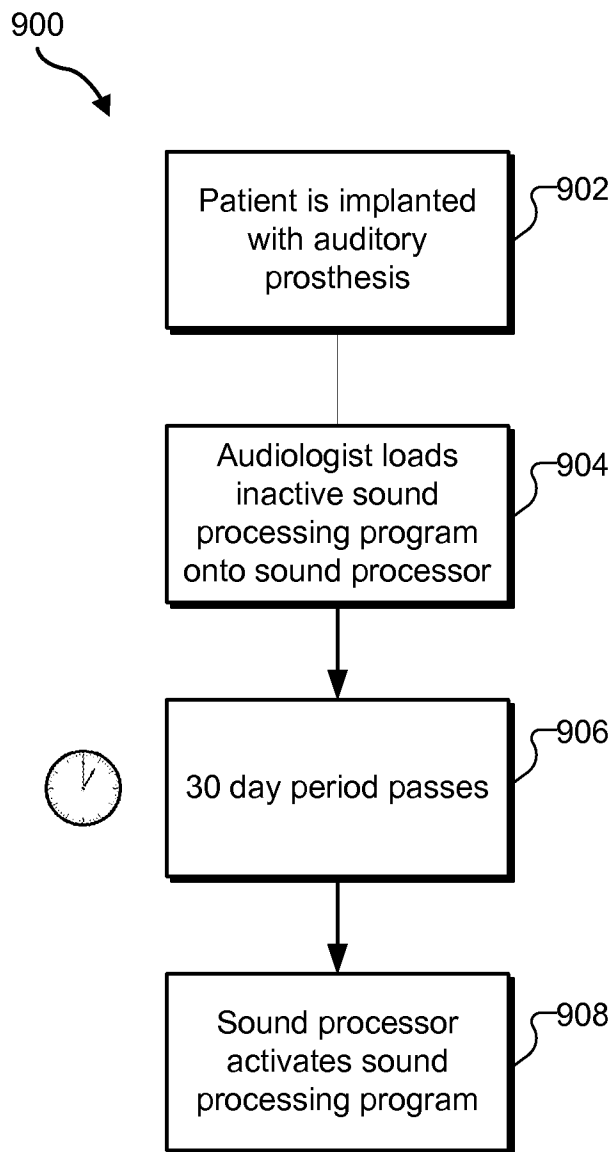 900
Patient is implanted
with auditory
prosthesis
902
Audiologist loads
inactive sound
processing program
onto sound processor
904
30 day period passes
906
Sound processor
activates sound
processing program
908